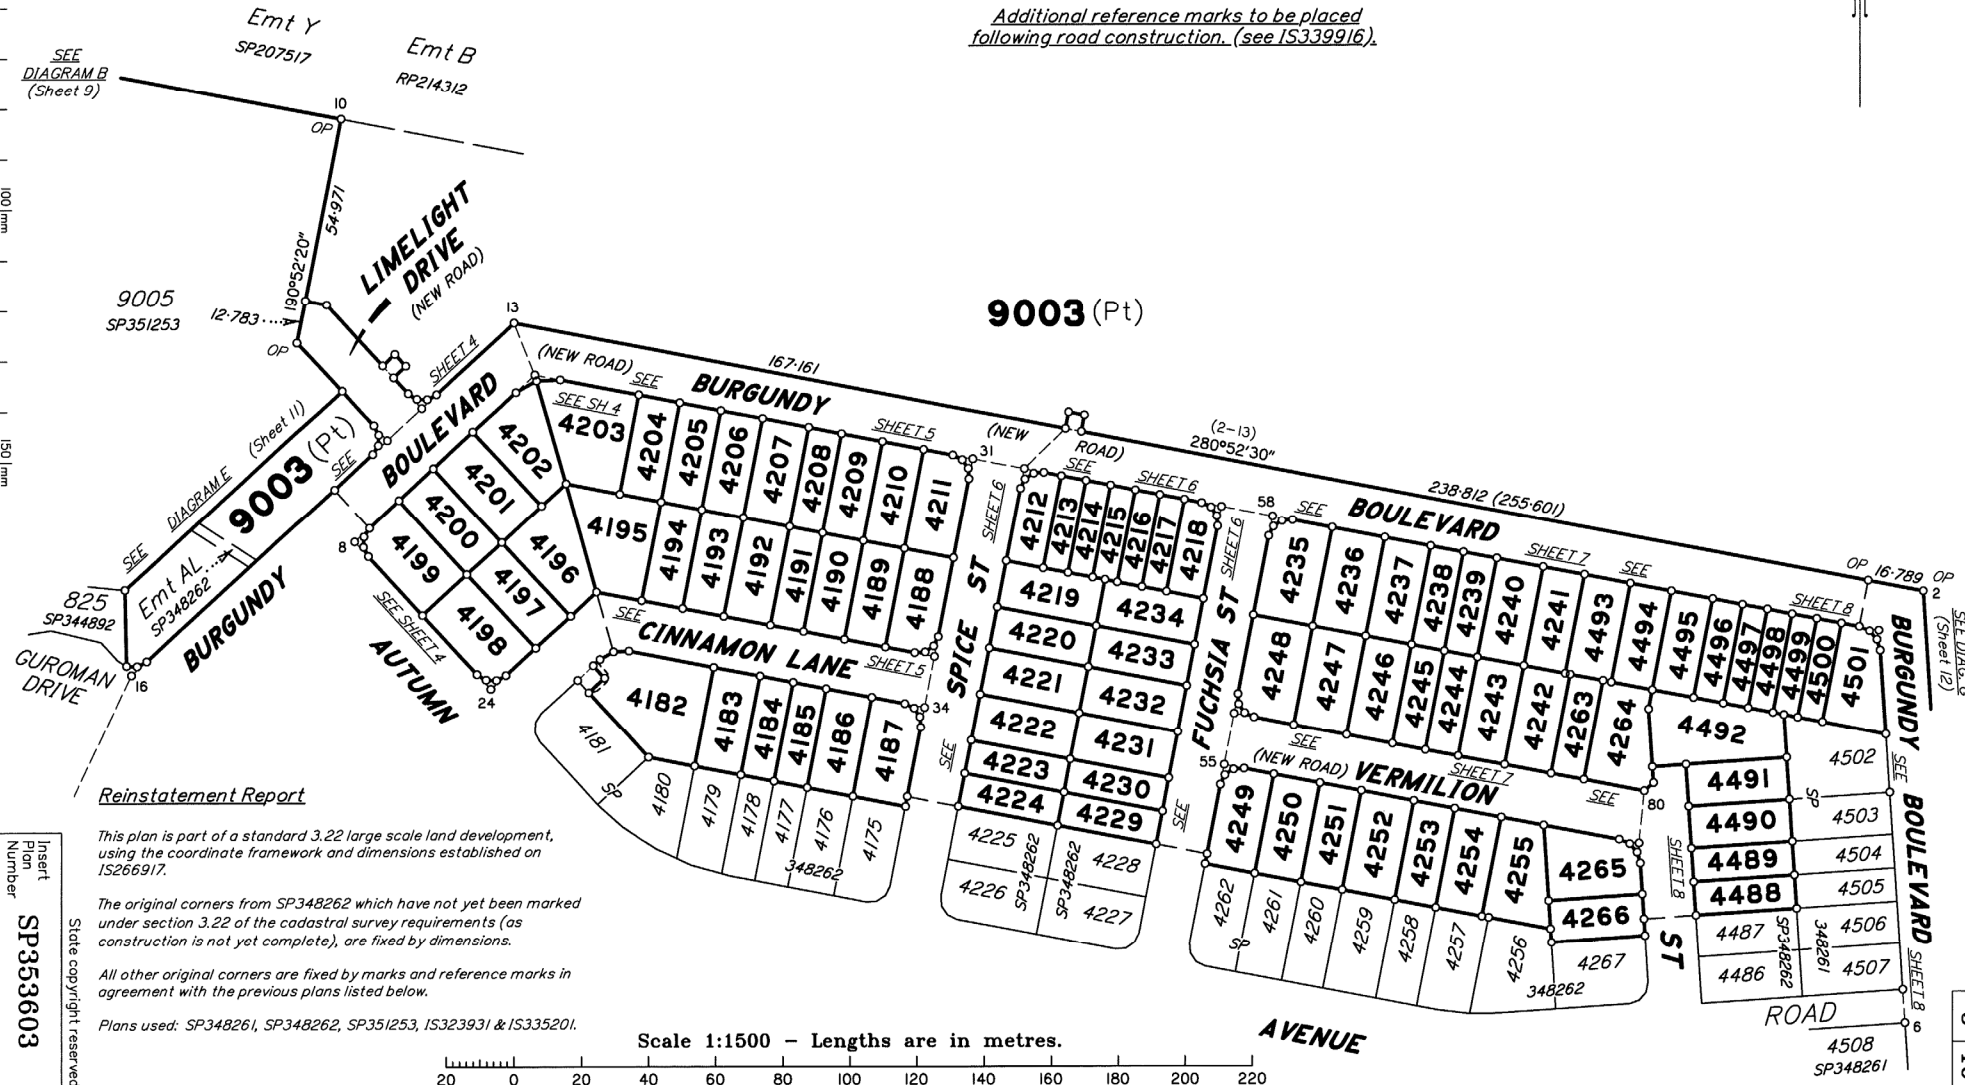 Additional reference marks to be placed
following road construction. (see IS339916).
Emt Y
SP207517
Emt B
RP214312
SEE
DIAGRAM B
(Sheet 9)
10
OP
54·971
190°52'20"
12·783
OP
100 mm
150 mm
9005
SP351253
LIMELIGHT
DRIVE
(NEW ROAD)
SHEET 4
13
9003 (Pt)
167·161
(NEW ROAD)
SEE
BURGUNDY
SHEET 5
(NEW
ROAD)
SEE
SHEET 6
(2-13)
280°52'30"
238·812 (255·601)
SEE
BOULEVARD
SHEET 7
SEE
SHEET 8
OP
16·789
OP
2
(Sheet 12)
BOULEVARD
SEE
(Sheet 11)
DIAGRAM E
SEE
9003 (Pt)
Emt AL
SP348262
825
SP344892
GUROMAN
DRIVE
16
BURGUNDY
8
SEE SHEET 4
AUTUMN
24
SEE SH 4
4203
4204
4205
4206
4207
4208
4209
4210
4211
31
4202
4201
4200
4199
4198
4197
4196
4195
4194
4193
4192
4191
4190
4189
4188
SEE
CINNAMON LANE
SHEET 5
34
4182
4183
4184
4185
4186
4187
4181
SP
4180
4179
4178
4177
4176
4175
348262
SHEET 6
SPICE ST
SEE
4212
4213
4214
4215
4216
4217
4218
4219
4234
4220
4233
4221
4232
4222
4231
4223
4230
4224
4229
4225
4228
4226
4227
SP348262
SP348262
58
SHEET 6
FUCHSIA ST
55
SEE
4235
4236
4237
4238
4239
4240
4241
4493
4494
4495
4496
4497
4498
4499
4500
4501
4248
4247
4246
4245
4244
4243
4242
4263
4264
SEE
(NEW ROAD)
VERMILION
SHEET 7
SEE
80
4249
4250
4251
4252
4253
4254
4255
4265
4266
4262
4261
4260
4259
4258
4257
4256
4267
SP
348262
SHEET 8
ST
4492
4491
4490
4489
4488
4487
4486
SP348262
SP
348261
4502
4503
4504
4505
4506
4507
BURGUNDY
SEE
BOULEVARD
SHEET 8
6
ROAD
4508
SP348261
AVENUE
Reinstatement Report
This plan is part of a standard 3.22 large scale land development,
using the coordinate framework and dimensions established on
IS266917.
The original corners from SP348262 which have not yet been marked
under section 3.22 of the cadastral survey requirements (as
construction is not yet complete), are fixed by dimensions.
All other original corners are fixed by marks and reference marks in
agreement with the previous plans listed below.
Plans used: SP348261, SP348262, SP351253, IS323931 & IS335201.
Insert
Plan
Number
SP353603
State copyright reserved
Scale 1:1500 – Lengths are in metres.
20 0 20 40 60 80 100 120 140 160 180 200 220